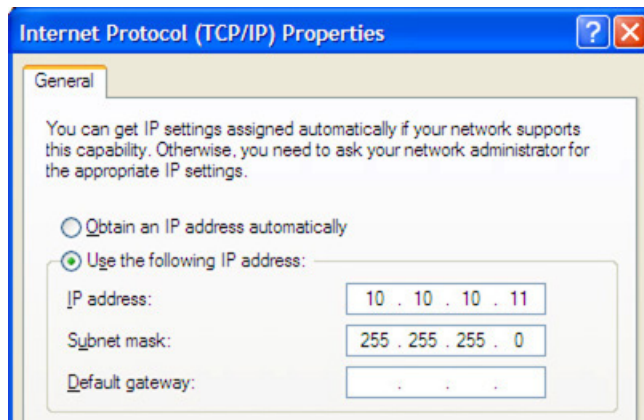 Internet Protocol (TCP/IP) Properties
General
You can get IP settings assigned automatically if your network supports
this capability. Otherwise, you need to ask your network administrator for
the appropriate IP settings.
Obtain an IP address automatically
Use the following IP address:
IP address: 10 . 10 . 10 . 11
Subnet mask: 255 . 255 . 255 . 0
Default gateway: . . .